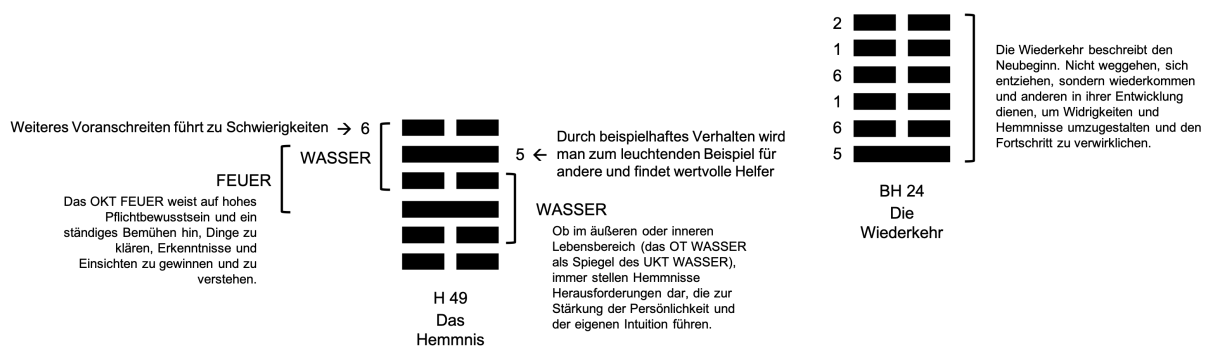 Weiteres Voranschreiten führt zu Schwierigkeiten → 6
WASSER
FEUER
Das OKT FEUER weist auf hohes
Pflichtbewusstsein und ein
ständiges Bemühen hin, Dinge zu
klären, Erkenntnisse und
Einsichten zu gewinnen und zu
verstehen.
5 ← Durch beispielhaftes Verhalten wird
man zum leuchtenden Beispiel für
andere und findet wertvolle Helfer
WASSER
Ob im äußeren oder inneren
Lebensbereich (das OT WASSER
als Spiegel des UKT WASSER),
immer stellen Hemmnisse
Herausforderungen dar, die zur
Stärkung der Persönlichkeit und
der eigenen Intuition führen.
H 49
Das
Hemmnis
2
1
6
1
6
5
Die Wiederkehr beschreibt den
Neubeginn. Nicht weggehen, sich
entziehen, sondern wiederkommen
und anderen in ihrer Entwicklung
dienen, um Widrigkeiten und
Hemmnisse umzugestalten und den
Fortschritt zu verwirklichen.
BH 24
Die
Wiederkehr